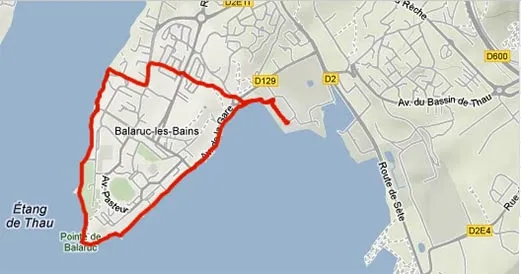 D2E11
Rèche
D600
D129
D2
Av. du Bassin de Thau
Balaruc-les-Bains
Av. de la Gare
Av. Pasteur
Route de Sète
Étang
de Thau
Pointe de
Balaruc
D2E4
Rue